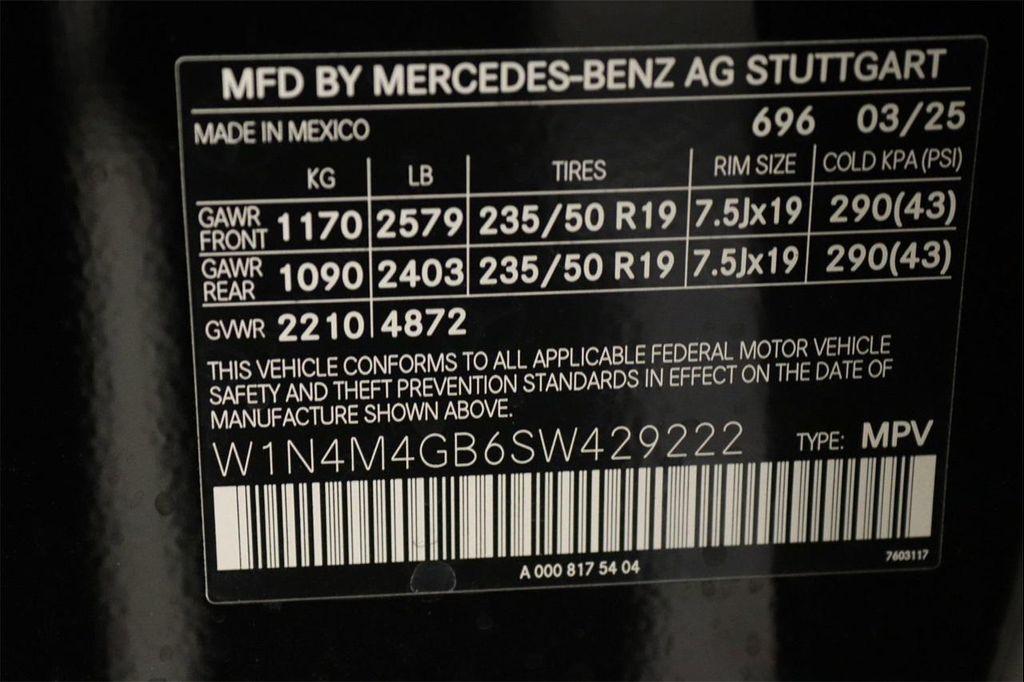 MFD BY MERCEDES-BENZ AG STUTTGART
MADE IN MEXICO 696 03/25
KG LB TIRES RIM SIZE COLD KPA (PSI)
GAWR FRONT 1170 2579 235/50 R19 7.5Jx19 290(43)
GAWR REAR 1090 2403 235/50 R19 7.5Jx19 290(43)
GVWR 2210 4872
THIS VEHICLE CONFORMS TO ALL APPLICABLE FEDERAL MOTOR VEHICLE
SAFETY AND THEFT PREVENTION STANDARDS IN EFFECT ON THE DATE OF
MANUFACTURE SHOWN ABOVE.
W1N4M4GB6SW429222 TYPE: MPV
A 000 817 54 04 7603117